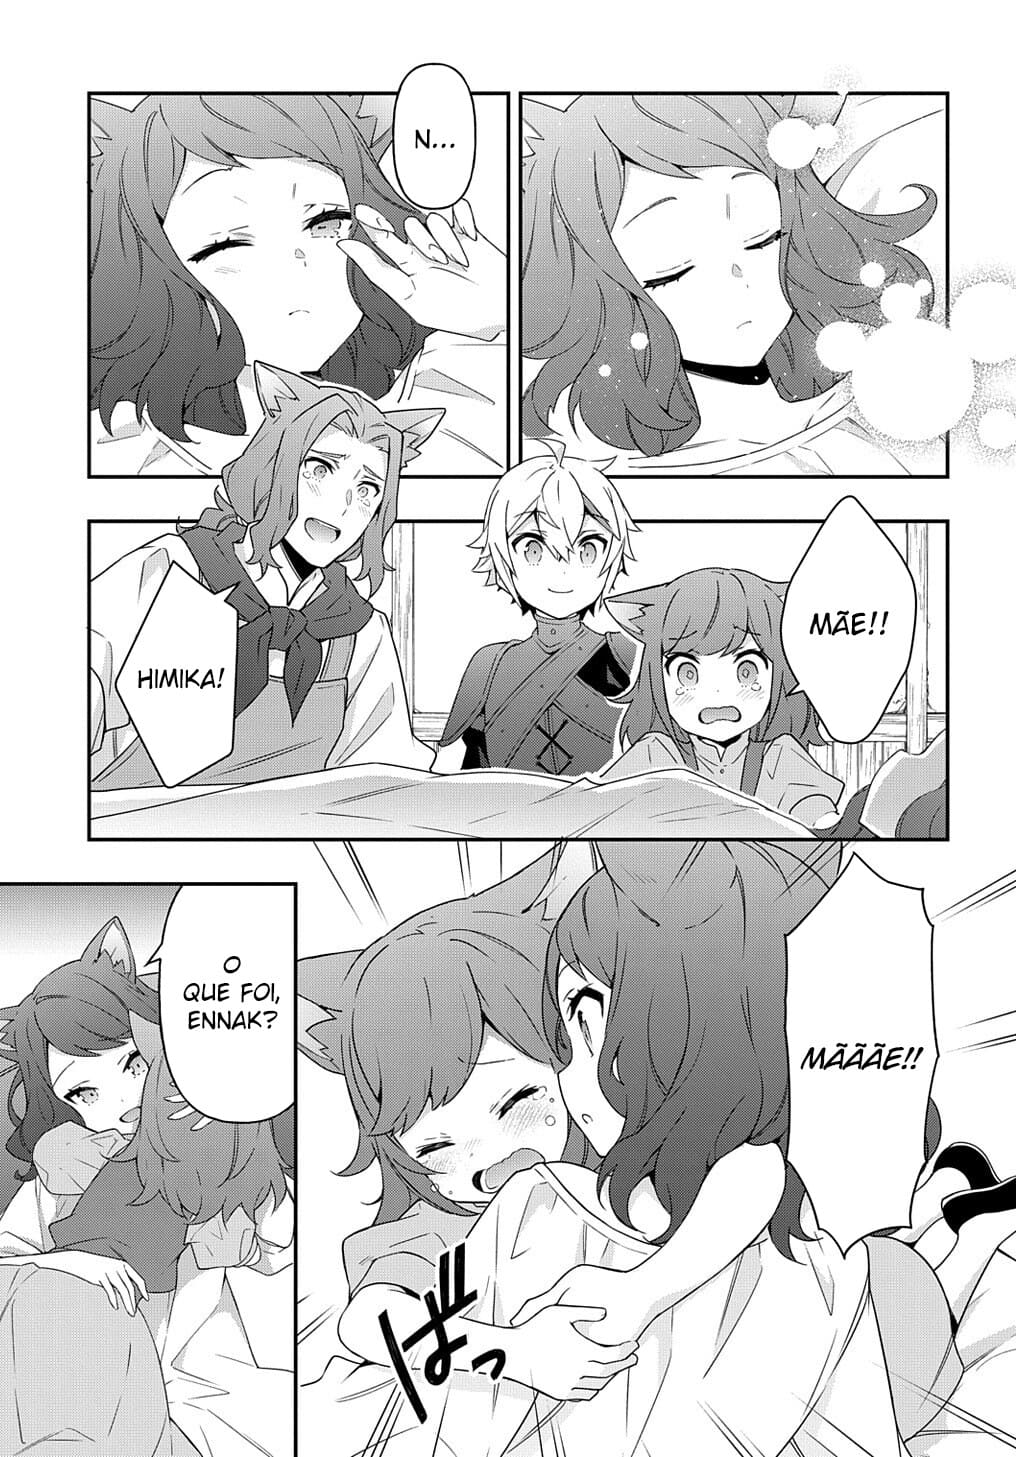 N...
MÃE!!
HIMIKA!
MÃÃÃE!!
ばっ
O
QUE FOI,
ENNAK?